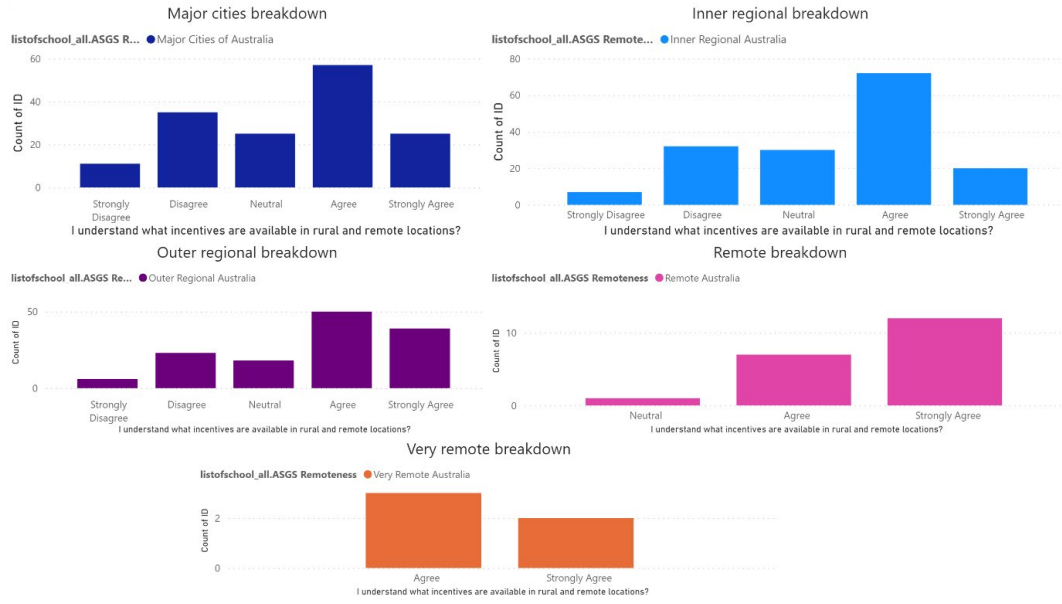 Major cities breakdown
listofschool_all.ASGS R... Major Cities of Australia
60
40
20
0
Count of ID
Strongly Disagree
Disagree
Neutral
Agree
Strongly Agree
I understand what incentives are available in rural and remote locations?
Inner regional breakdown
listofschool_all.ASGS Remote... Inner Regional Australia
80
60
40
20
0
Count of ID
Strongly Disagree
Disagree
Neutral
Agree
Strongly Agree
I understand what incentives are available in rural and remote locations?
Outer regional breakdown
listofschool_all.ASGS Re... Outer Regional Australia
50
0
Count of ID
Strongly Disagree
Disagree
Neutral
Agree
Strongly Agree
I understand what incentives are available in rural and remote locations?
Remote breakdown
listofschool_all.ASGS Remoteness Remote Australia
10
0
Count of ID
Neutral
Agree
Strongly Agree
I understand what incentives are available in rural and remote locations?
Very remote breakdown
listofschool_all.ASGS Remoteness Very Remote Australia
2
0
Count of ID
Agree
Strongly Agree
I understand what incentives are available in rural and remote locations?